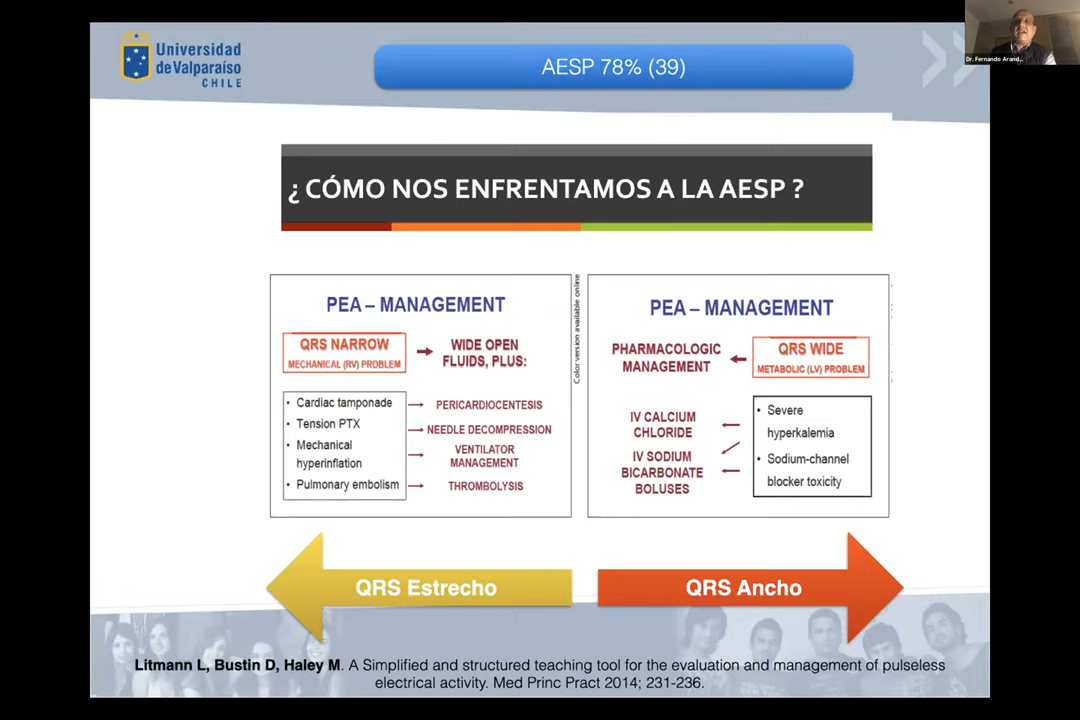 Universidad
de Valparaíso
CHILE
AESP 78% (39)
Dr. Fernando Arand...
¿ CÓMO NOS ENFRENTAMOS A LA AESP ?
PEA – MANAGEMENT
QRS NARROW
MECHANICAL (RV) PROBLEM)
WIDE OPEN
FLUIDS, PLUS:
• Cardiac tamponade
PERICARDIOCENTESIS
• Tension PTX
NEEDLE DECOMPRESSION
• Mechanical
hyperinflation
VENTILATOR
MANAGEMENT
• Pulmonary embolism
THROMBOLYSIS
Color version available online
PEA – MANAGEMENT
PHARMACOLOGIC
MANAGEMENT
QRS WIDE
METABOLIC (LV) PROBLEM)
IV CALCIUM
CHLORIDE
IV SODIUM
BICARBONATE
BOLUSES
• Severe
hyperkalemia
• Sodium-channel
blocker toxicity
QRS Estrecho
QRS Ancho
Litmann L, Bustin D, Haley M. A Simplified and structured teaching tool for the evaluation and management of pulseless
electrical activity. Med Princ Pract 2014; 231-236.